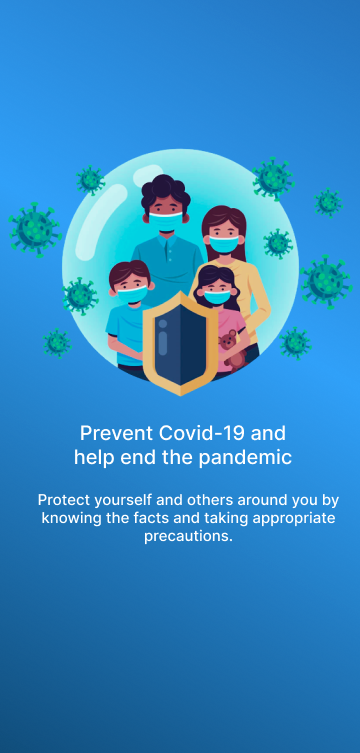 Prevent Covid-19 and
help end the pandemic
Protect yourself and others around you by
knowing the facts and taking appropriate
precautions.